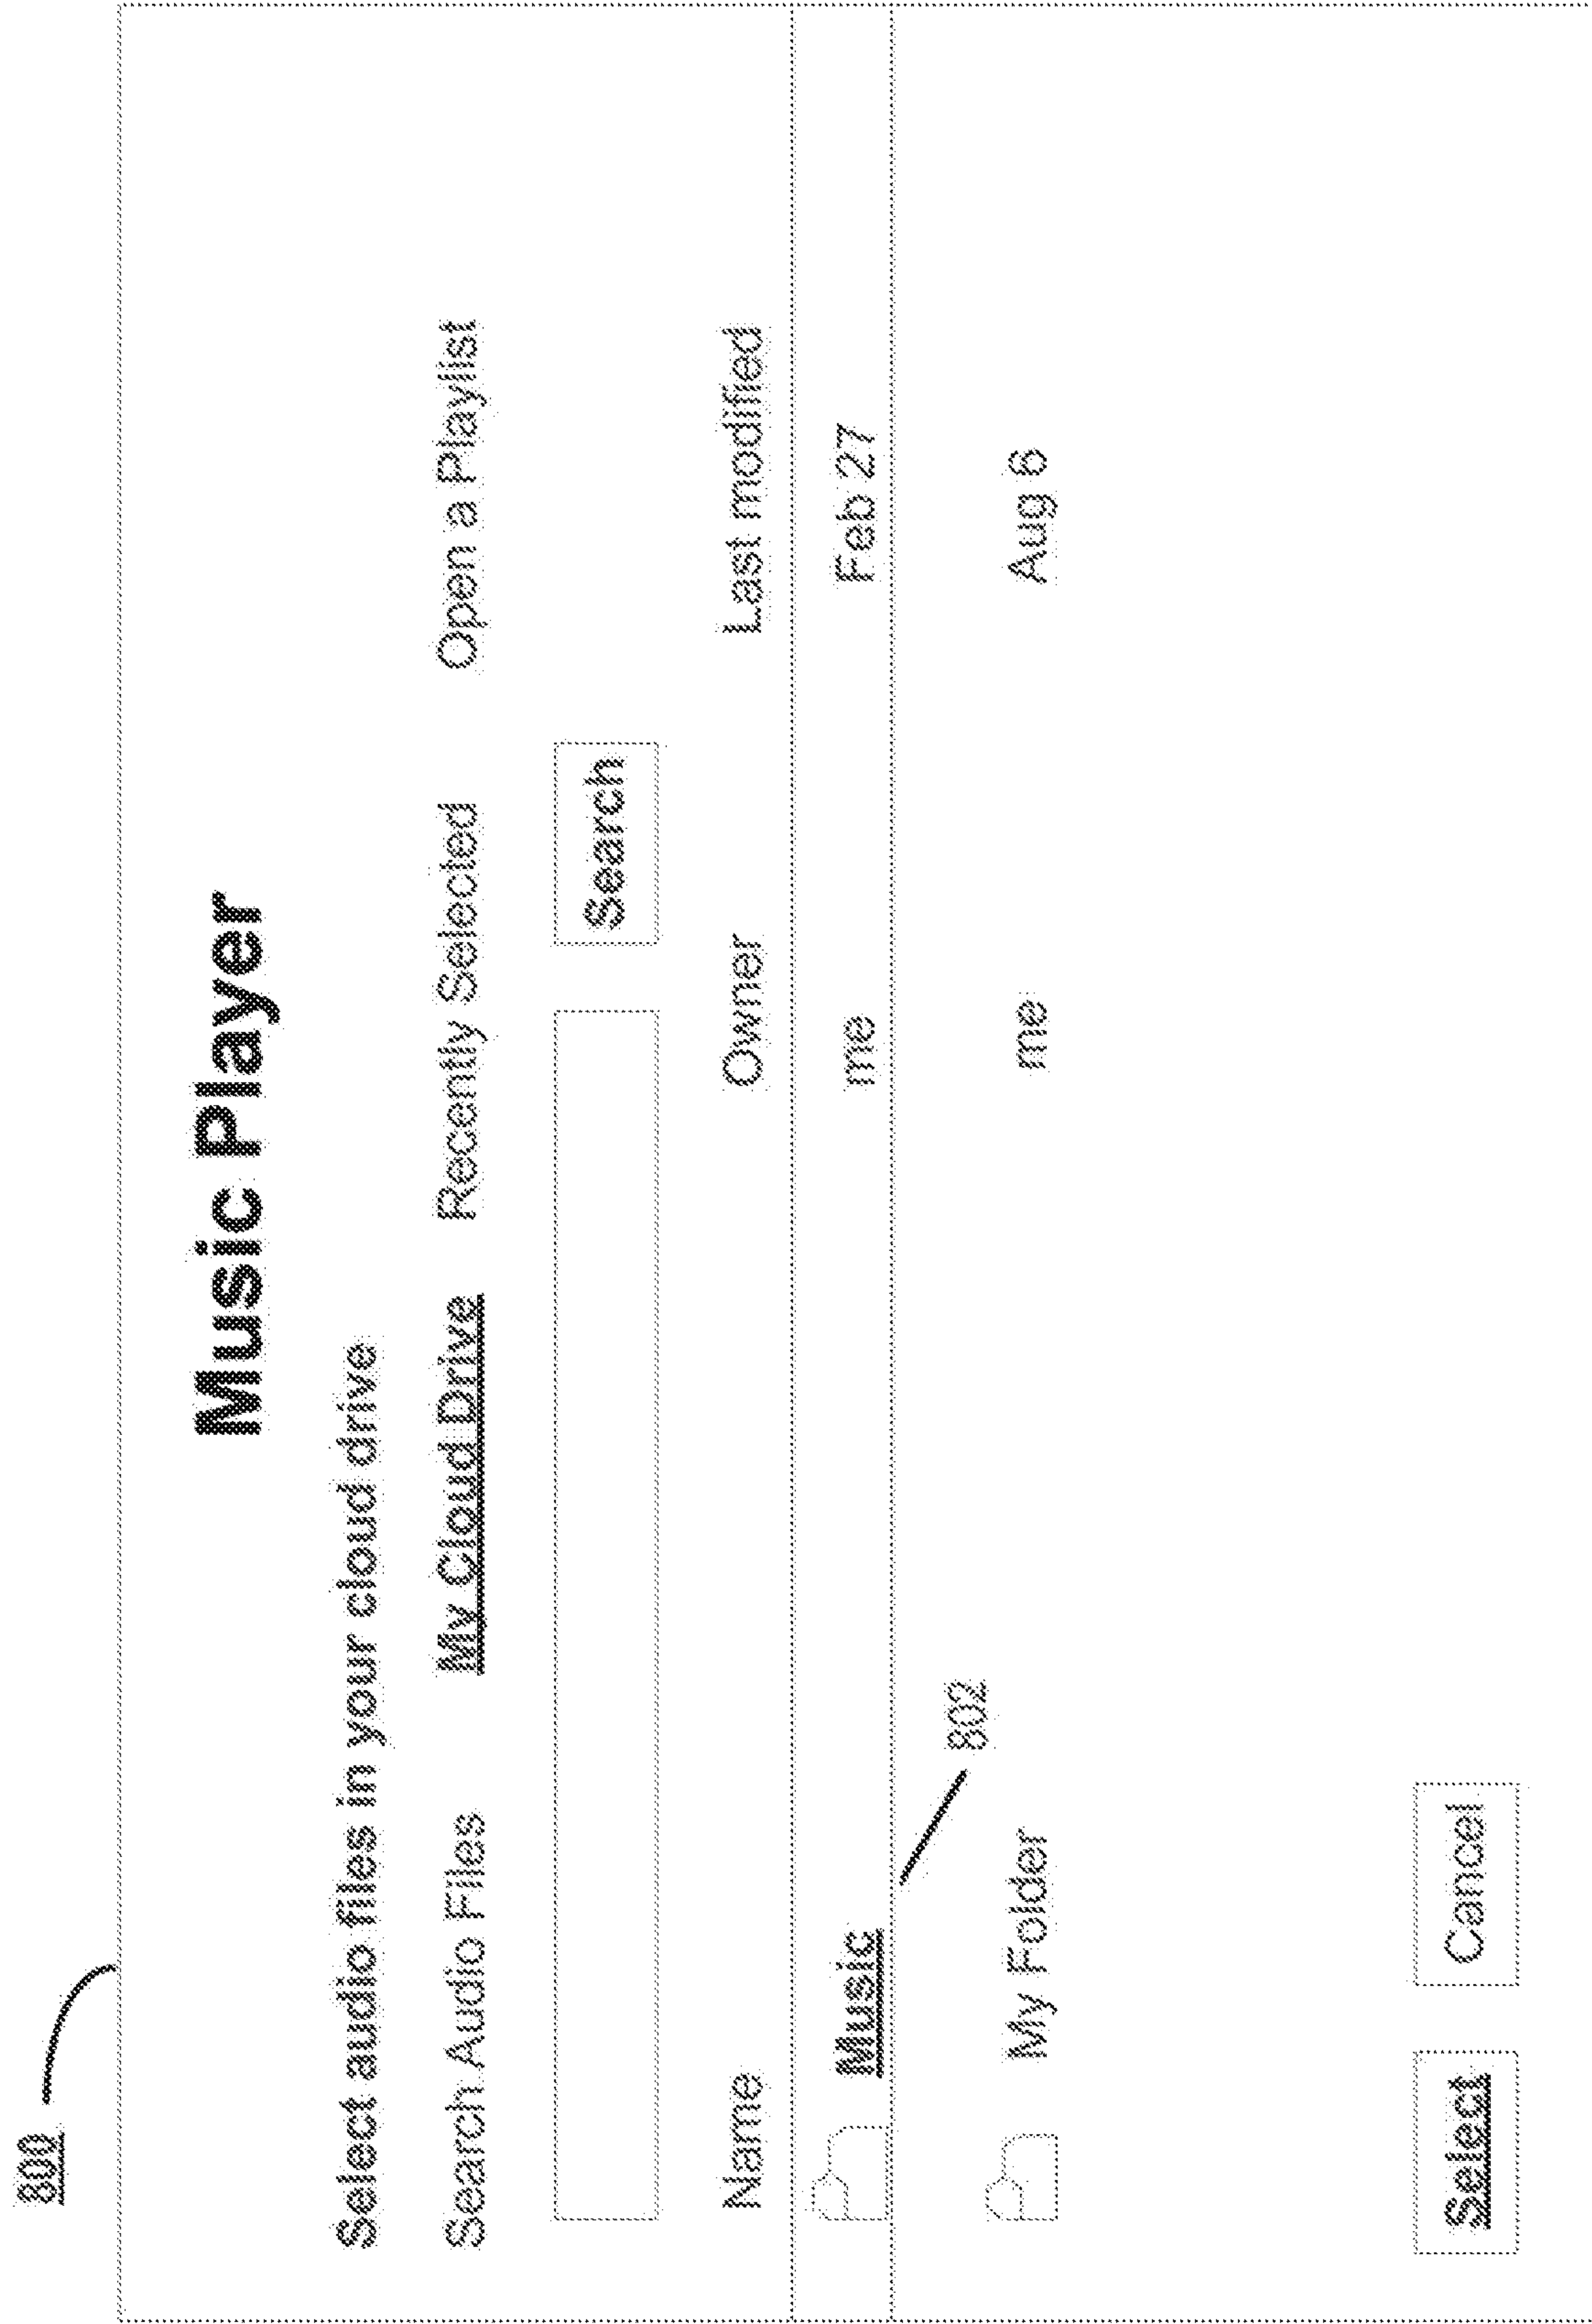 800
Music Player
Select audio files in your cloud drive
Search Audio Files My Cloud Drive Recently Selected Open a Playlist
Search
Name Owner Last modified
Music me Feb 27
802
My Folder me Aug 6
Select Cancel